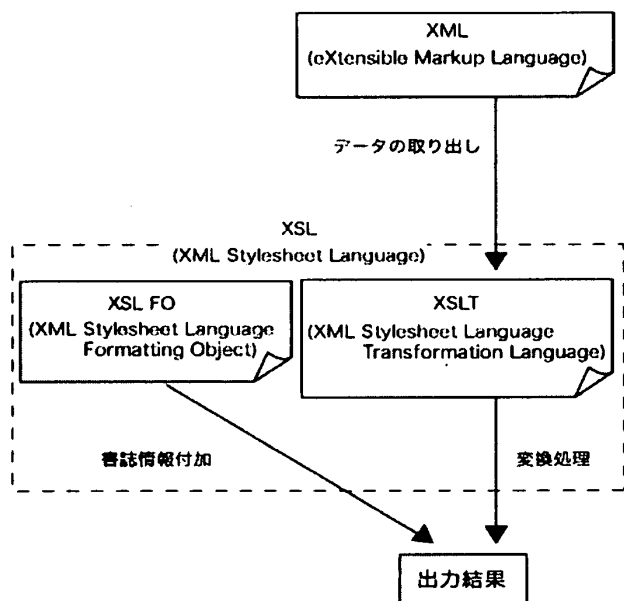 XML
(eXtensible Markup Language)
データの取り出し
XSL
(XML Stylesheet Language)
XSL FO
(XML Stylesheet Language
Formatting Object)
XSLT
(XML Stylesheet Language
Transformation Language)
書誌情報付加
変換処理
出力結果